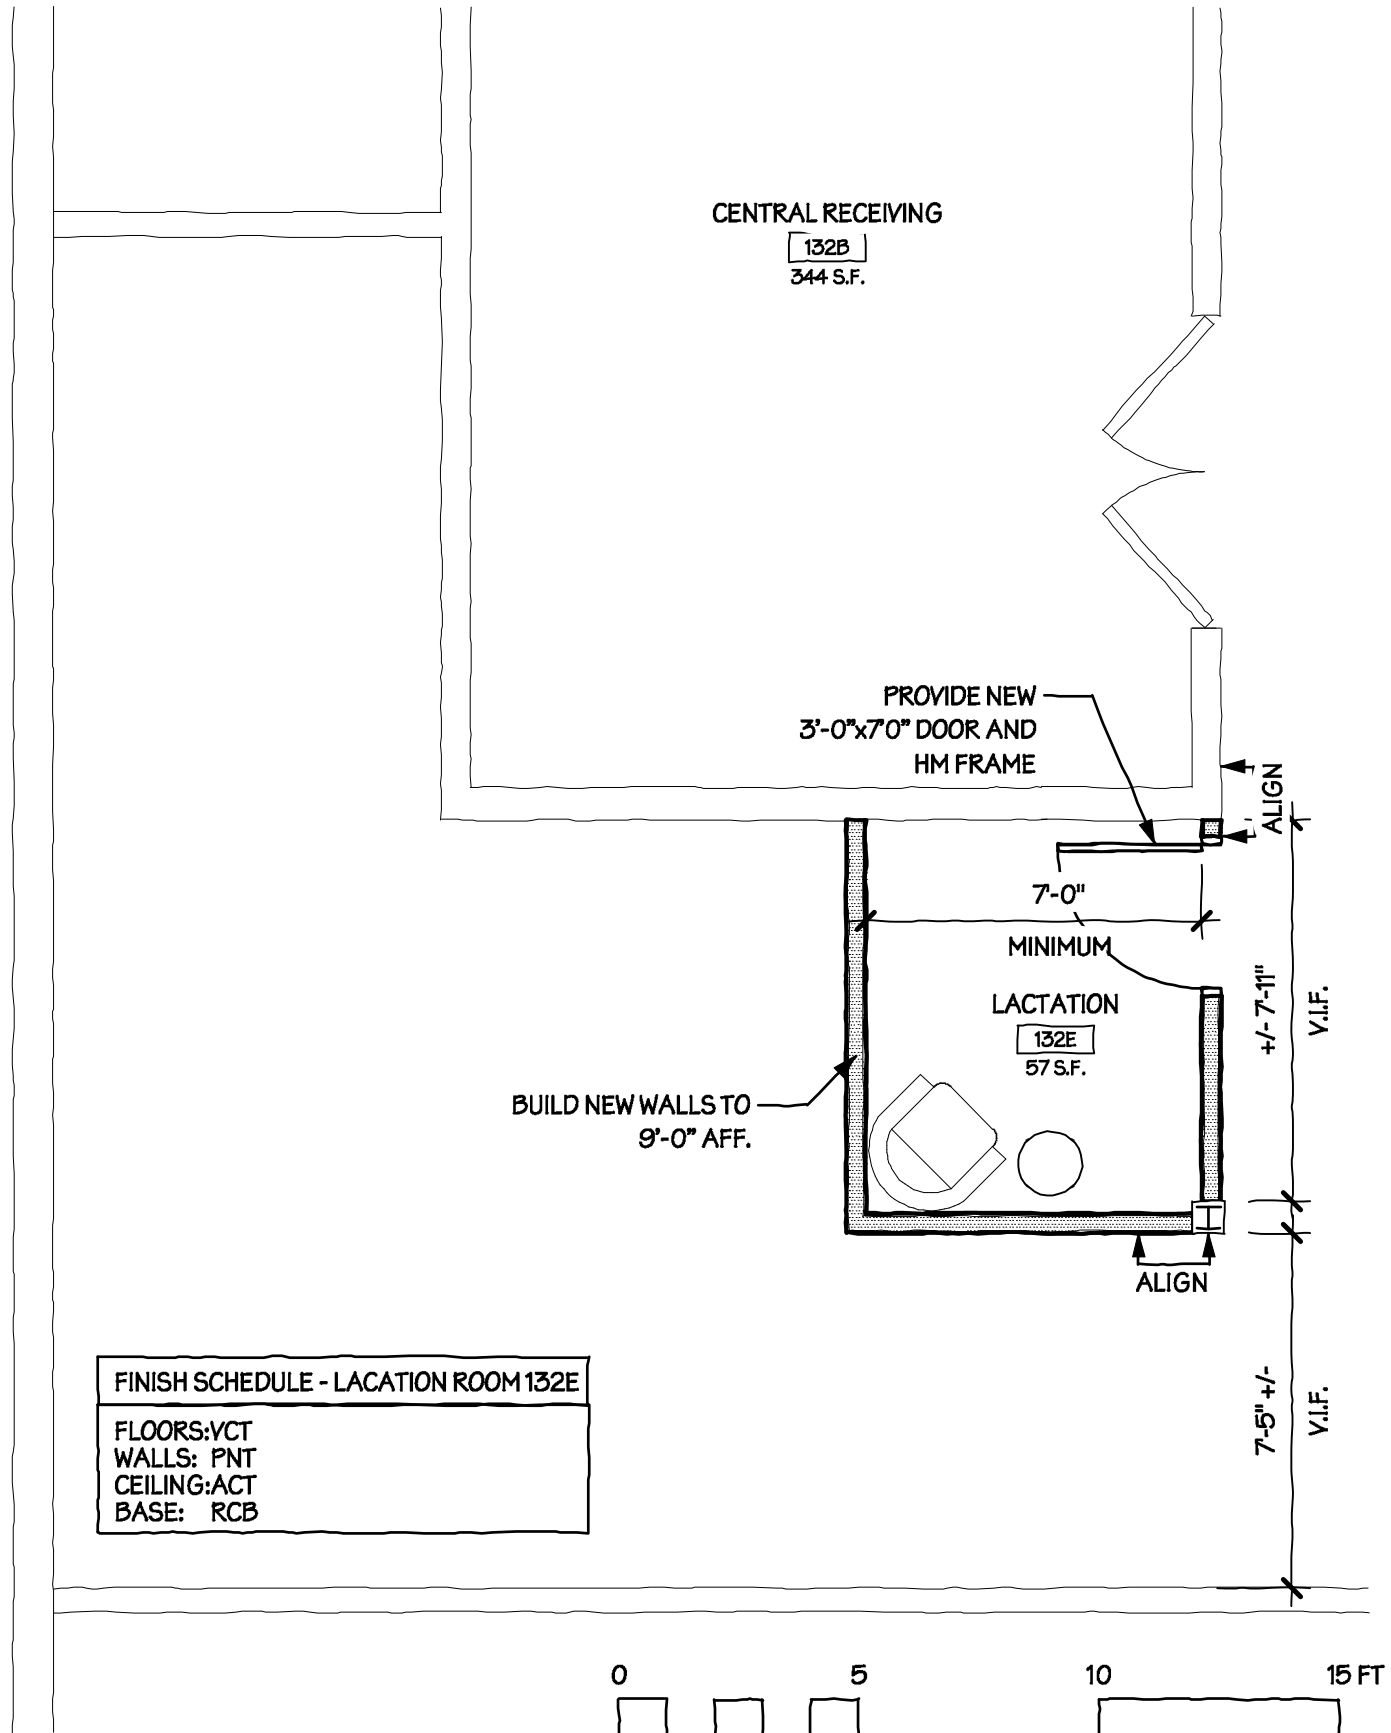 CENTRAL RECEIVING
132B
344 S.F.
PROVIDE NEW
3'-0"x7'0" DOOR AND
HM FRAME
ALIGN
7'-0"
MINIMUM
LACTATION
132E
57 S.F.
+/- 7'-11"
V.I.F.
BUILD NEW WALLS TO
9'-0" AFF.
ALIGN
7'-5" +/-
V.I.F.
FINISH SCHEDULE - LACATION ROOM 132E
FLOORS:VCT
WALLS: PNT
CEILING:ACT
BASE: RCB
0 5 10 15 FT